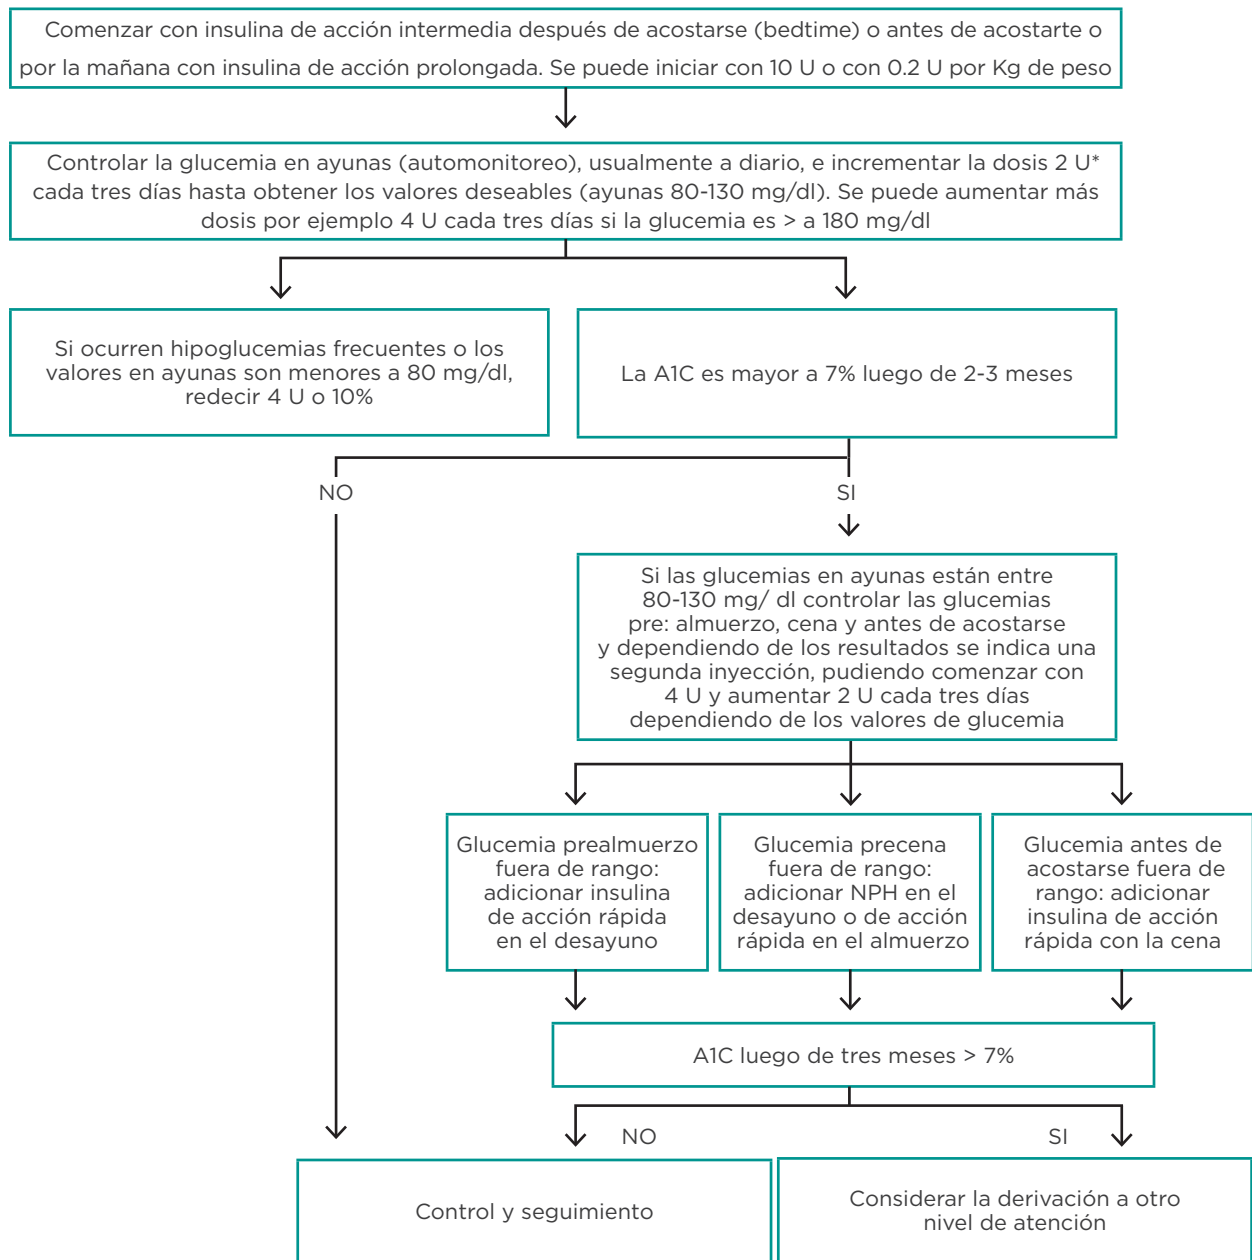 Comenzar con insulina de acción intermedia después de acostarse (bedtime) o antes de acostarte o
por la mañana con insulina de acción prolongada. Se puede iniciar con 10 U o con 0.2 U por Kg de peso
Controlar la glucemia en ayunas (automonitoreo), usualmente a diario, e incrementar la dosis 2 U*
cada tres días hasta obtener los valores deseables (ayunas 80-130 mg/dl). Se puede aumentar más
dosis por ejemplo 4 U cada tres días si la glucemia es > a 180 mg/dl
Si ocurren hipoglucemias frecuentes o los
valores en ayunas son menores a 80 mg/dl,
redecir 4 U o 10%
La A1C es mayor a 7% luego de 2-3 meses
NO
SI
Si las glucemias en ayunas están entre
80-130 mg/ dl controlar las glucemias
pre: almuerzo, cena y antes de acostarse
y dependiendo de los resultados se indica una
segunda inyección, pudiendo comenzar con
4 U y aumentar 2 U cada tres días
dependiendo de los valores de glucemia
Glucemia prealmuerzo
fuera de rango:
adicionar insulina
de acción rápida
en el desayuno
Glucemia precena
fuera de rango:
adicionar NPH en el
desayuno o de acción
rápida en el almuerzo
Glucemia antes de
acostarse fuera de
rango: adicionar
insulina de acción
rápida con la cena
A1C luego de tres meses > 7%
NO
SI
Control y seguimiento
Considerar la derivación a otro
nivel de atención